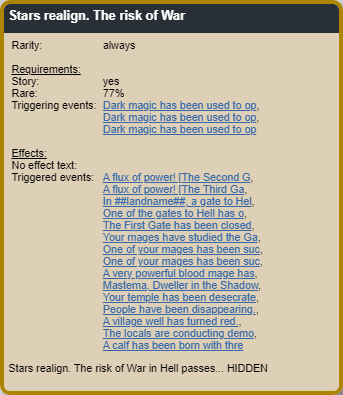 Stars realign. The risk of War
Rarity: always
Requirements:
Story: yes
Rare: 77%
Triggering events: Dark magic has been used to op,
Dark magic has been used to op,
Dark magic has been used to op
Effects:
No effect text:
Triggered events: A flux of power! [The Second G,
A flux of power! [The Third Ga,
In ##landname##, a gate to Hel,
One of the gates to Hell has o,
The First Gate has been closed,
Your mages have studied the Ga,
One of your mages has been suc,
One of your mages has been suc,
A very powerful blood mage has,
Mastema, Dweller in the Shadow,
Your temple has been desecrate,
People have been disappearing.,
A village well has turned red.,
The locals are conducting demo,
A calf has been born with thre
Stars realign. The risk of War in Hell passes... HIDDEN